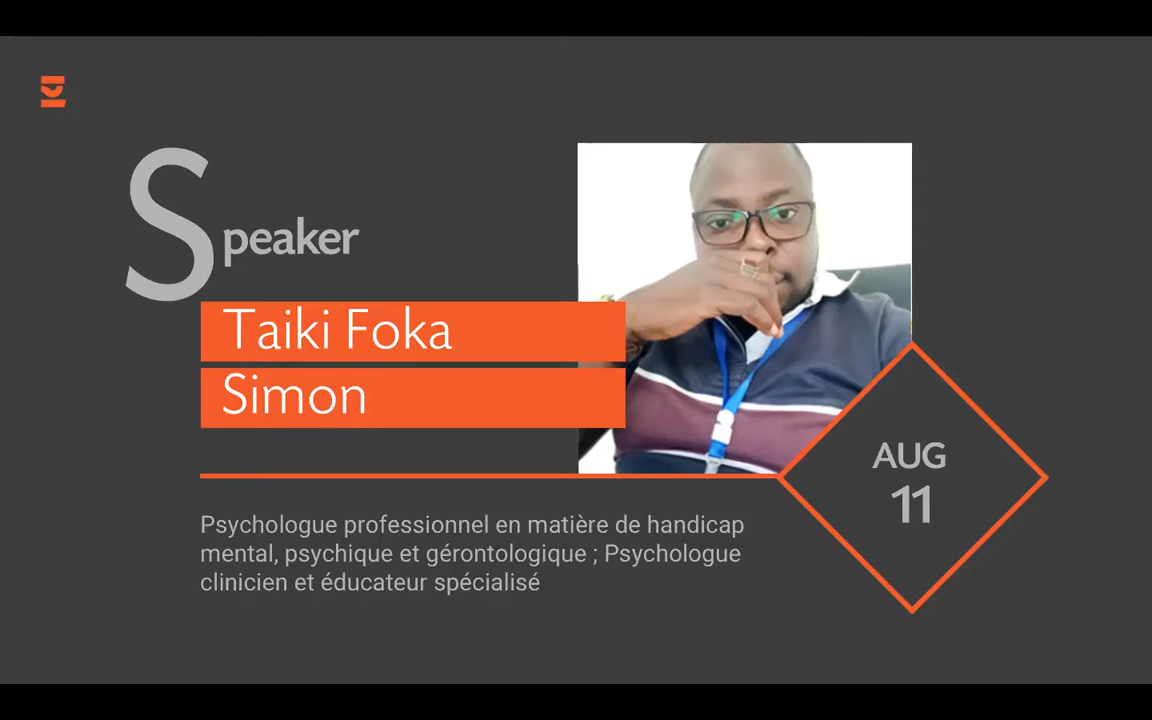 Speaker
Taiki Foka
Simon
AUG
11
Psychologue professionnel en matière de handicap
mental, psychique et gérontologique ; Psychologue
clinicien et éducateur spécialisé